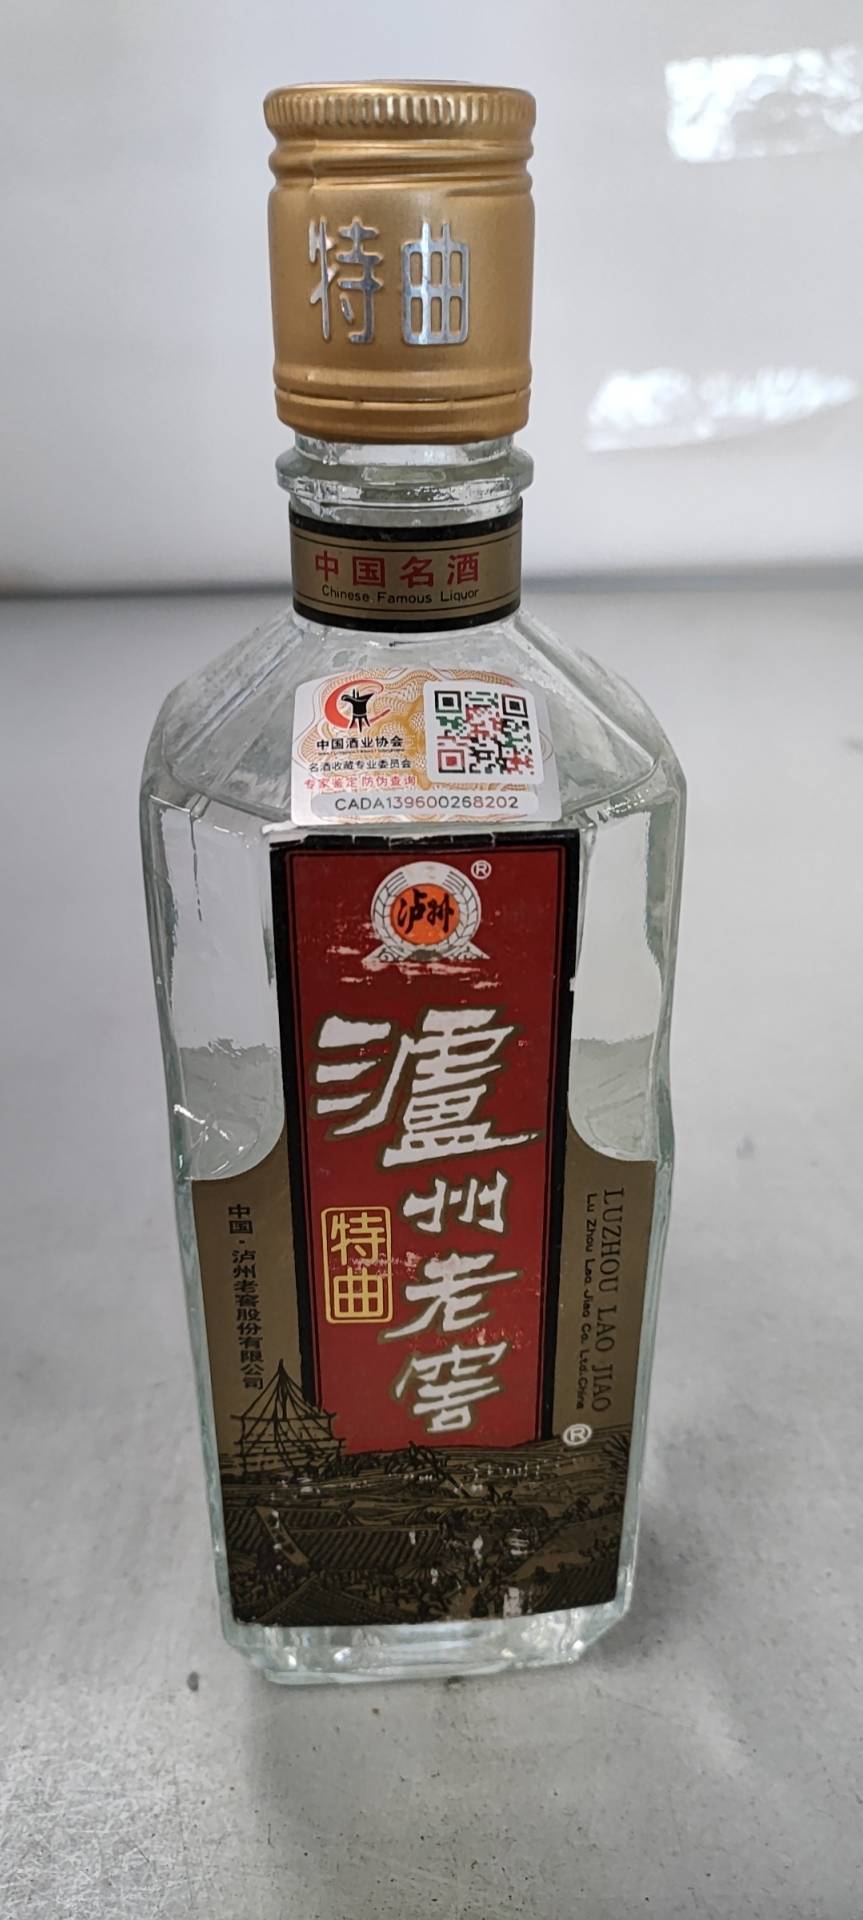 特曲
中国名酒
Chinese Famous Liquor
中国酒业协会
名酒收藏专业委员会
专家鉴定 防伪查询
CADA139600268202
泸州
®
瀘州老窖
特曲
中国·泸州老窖股份有限公司
LUZHOU LAO JIAO
Lu Zhou Lao Jiao Co. Ltd. China
®